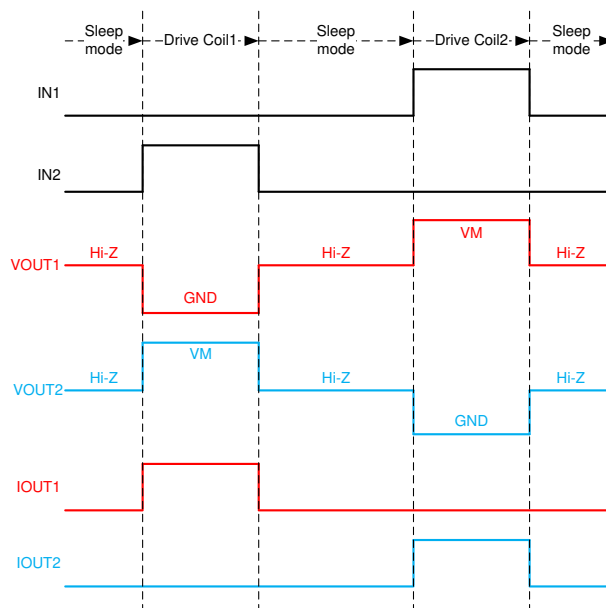 Sleep
mode
Drive Coil1
Sleep
mode
Drive Coil2
Sleep
mode
IN1
IN2
VM
Hi-Z
Hi-Z
Hi-Z
VOUT1
GND
VM
Hi-Z
Hi-Z
Hi-Z
VOUT2
GND
IOUT1
IOUT2